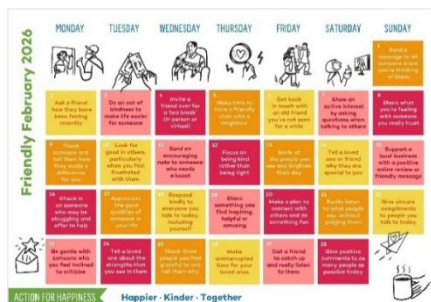 Friendly February 2026
MONDAY
TUESDAY
WEDNESDAY
THURSDAY
FRIDAY
SATURDAY
SUNDAY
Send a
message to let
someone know
you're thinking
of them
Ask a friend
how they have
been feeling
recently
Do an act of
kindness to
make life easier
for someone
Invite a
friend over for
a 'tea break'
(in person or
virtual)
Make time to
have a friendly
chat with a
neighbour
Get back
in touch with
an old friend
you've not seen
for a while
Show an
active interest by
asking questions
when talking to others
Share what
you're feeling
with someone
you really trust
Thank
someone
and tell them
how they made a
difference for
you
Look for
good in others,
particularly
when you feel
frustrated with
them
Send an
encouraging
note to someone
who needs
a boost
Focus on
being kind
rather than
being right
Smile at
the people you
see and brighten
their day
Tell a loved
one or friend
why they are
special to you
Support a
local business
with a positive
online review or
friendly message
Check in
on someone
who may be
struggling and
offer to help
Appreciate
the good
qualities of
someone in your
life
Respond
kindly to
everyone you
talk to today,
including
yourself
Share
something you
find inspiring,
helpful or
amusing
Make a plan to
connect with
others and do
something fun
Really listen
to what people
say, without
judging them
Give sincere
compliments to
people you talk
to today
Be gentle with
someone who
you feel inclined
to criticise
Tell a loved
one about the
strengths that
you see in them
Thank three
people you feel
grateful to and
tell them why
Make
uninterrupted
time for your
loved ones
Call a friend
to catch up
and really listen
to them
Give positive
comments to as
many people as
possible today
ACTION FOR HAPPINESS
Happier · Kinder · Together